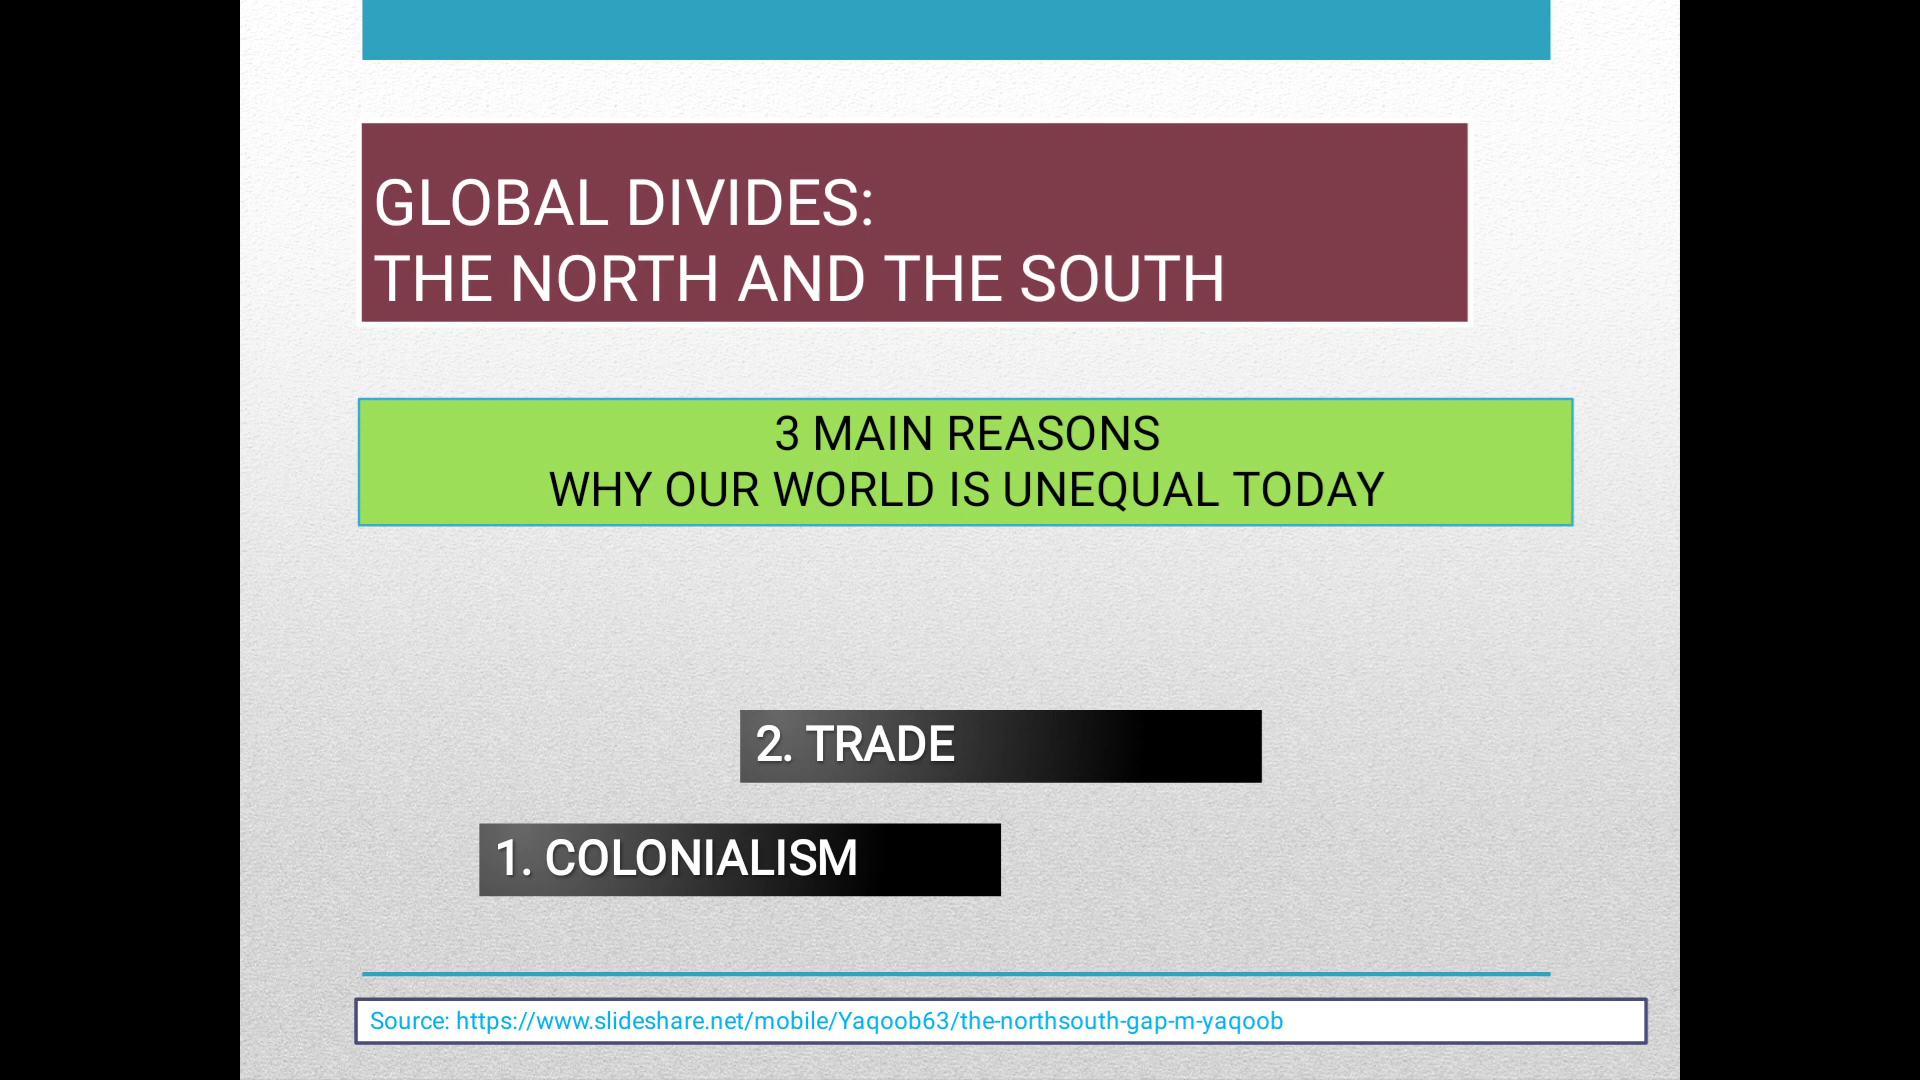 GLOBAL DIVIDES:
THE NORTH AND THE SOUTH
3 MAIN REASONS
WHY OUR WORLD IS UNEQUAL TODAY
2. TRADE
1. COLONIALISM
Source: https://www.slideshare.net/mobile/Yaqoob63/the-northsouth-gap-m-yaqoob